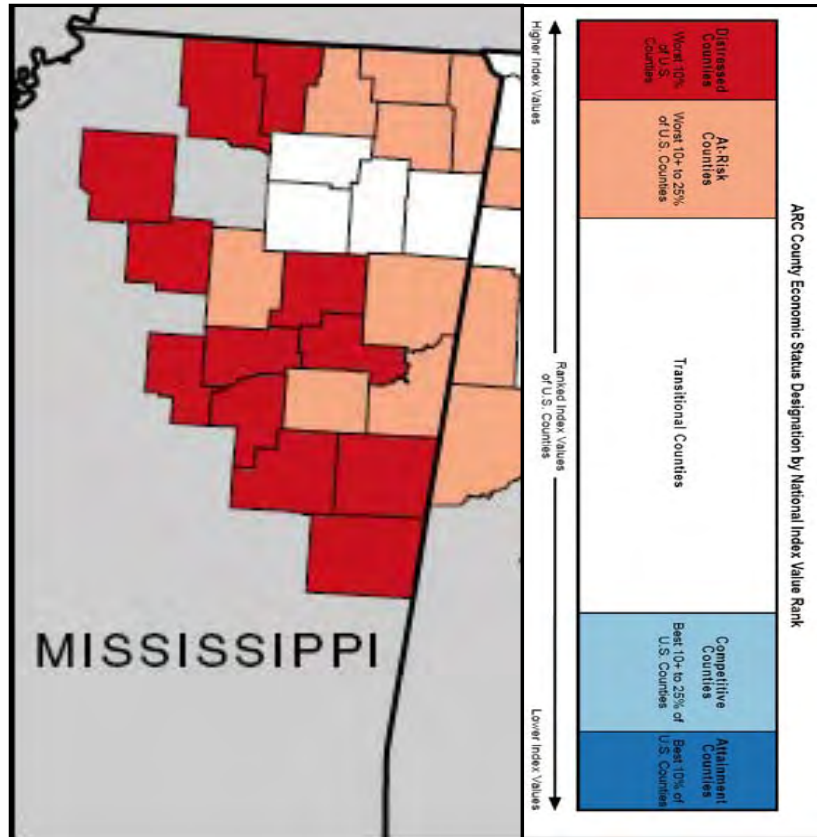 MISSISSIPPI
ARC County Economic Status Designation by National Index Value Rank
Distressed
Counties
Worst 10%
of U.S.
Counties
At-Risk
Counties
Worst 10+ to 25%
of U.S. Counties
Transitional Counties
Competitive
Counties
Best 10+ to 25% of
U.S. Counties
Attainment
Counties
Best 10% of
U.S. Counties
Higher Index Values
Ranked Index Values
of U.S. Counties
Lower Index Values